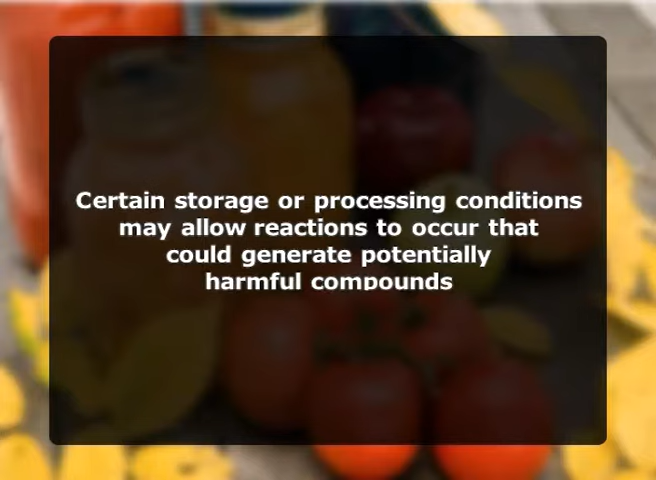 Certain storage or processing conditions
may allow reactions to occur that
could generate potentially
harmful compounds